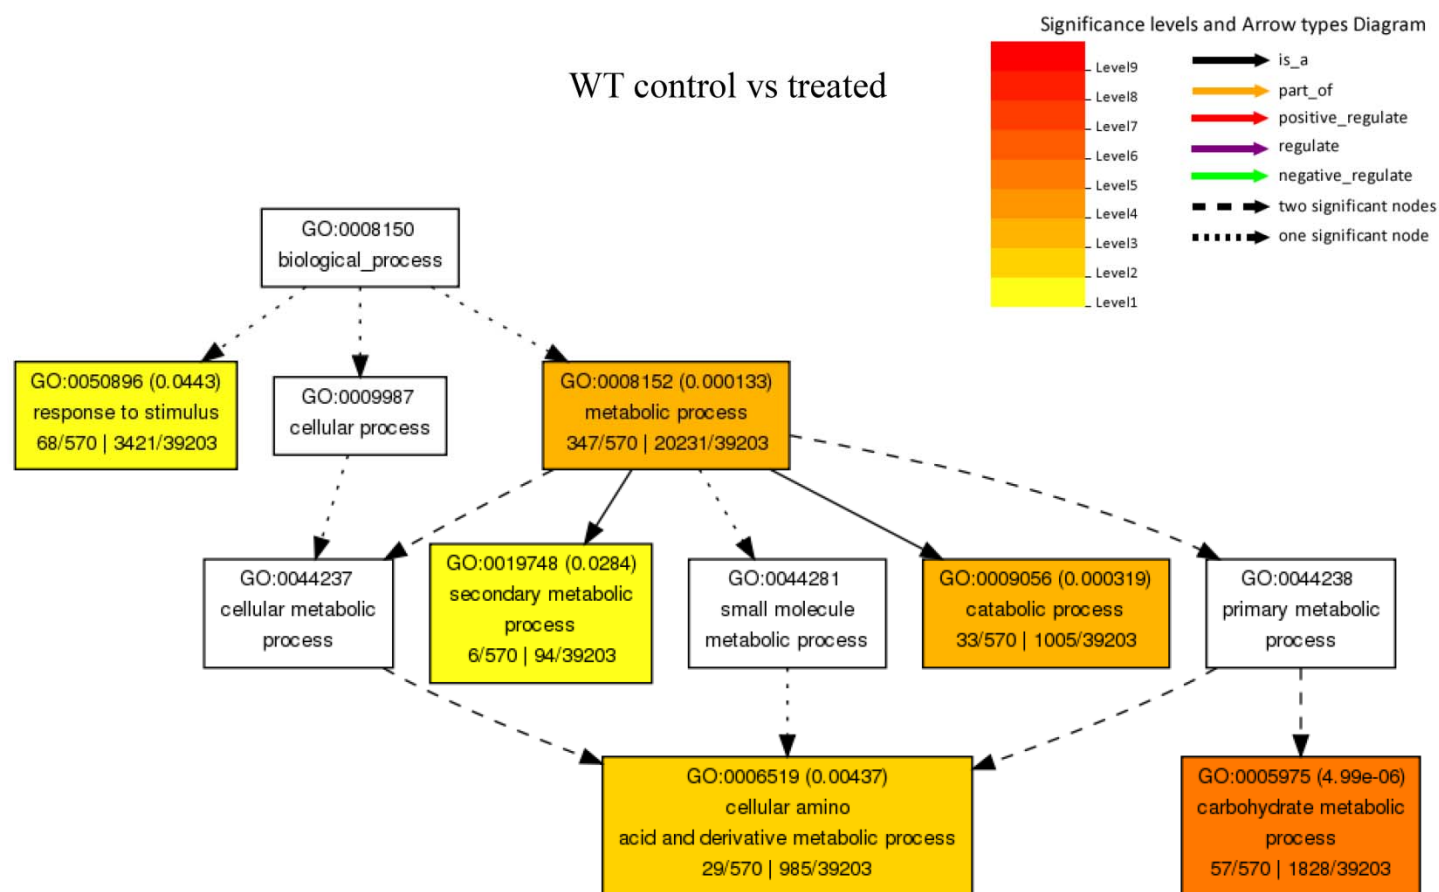 Significance levels and Arrow types Diagram
WT control vs treated
Level9
Level8
Level7
Level6
Level5
Level4
Level3
Level2
Level1
is_a
part_of
positive_regulate
regulate
negative_regulate
two significant nodes
one significant node
GO:0008150
biological_process
GO:0050896 (0.0443)
response to stimulus
68/570 | 3421/39203
GO:0009987
cellular process
GO:0008152 (0.000133)
metabolic process
347/570 | 20231/39203
GO:0044237
cellular metabolic
process
GO:0019748 (0.0284)
secondary metabolic
process
6/570 | 94/39203
GO:0044281
small molecule
metabolic process
GO:0009056 (0.000319)
catabolic process
33/570 | 1005/39203
GO:0044238
primary metabolic
process
GO:0006519 (0.00437)
cellular amino
acid and derivative metabolic process
29/570 | 985/39203
GO:0005975 (4.99e-06)
carbohydrate metabolic
process
57/570 | 1828/39203